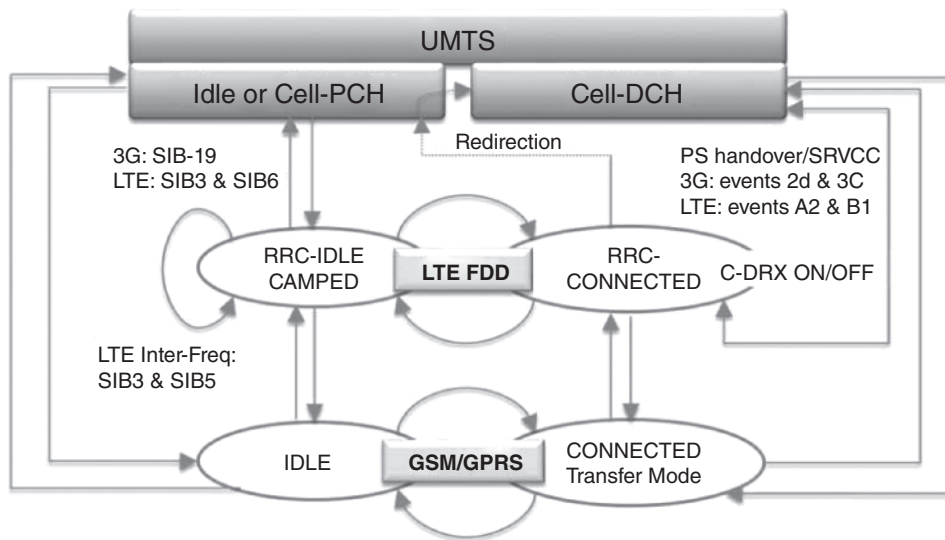 UMTS
Idle or Cell-PCH
Cell-DCH
3G: SIB-19
LTE: SIB3 & SIB6
Redirection
PS handover/SRVCC
3G: events 2d & 3C
LTE: events A2 & B1
RRC-IDLE
CAMPED
LTE FDD
RRC-
CONNECTED
C-DRX ON/OFF
LTE Inter-Freq:
SIB3 & SIB5
IDLE
GSM/GPRS
CONNECTED
Transfer Mode